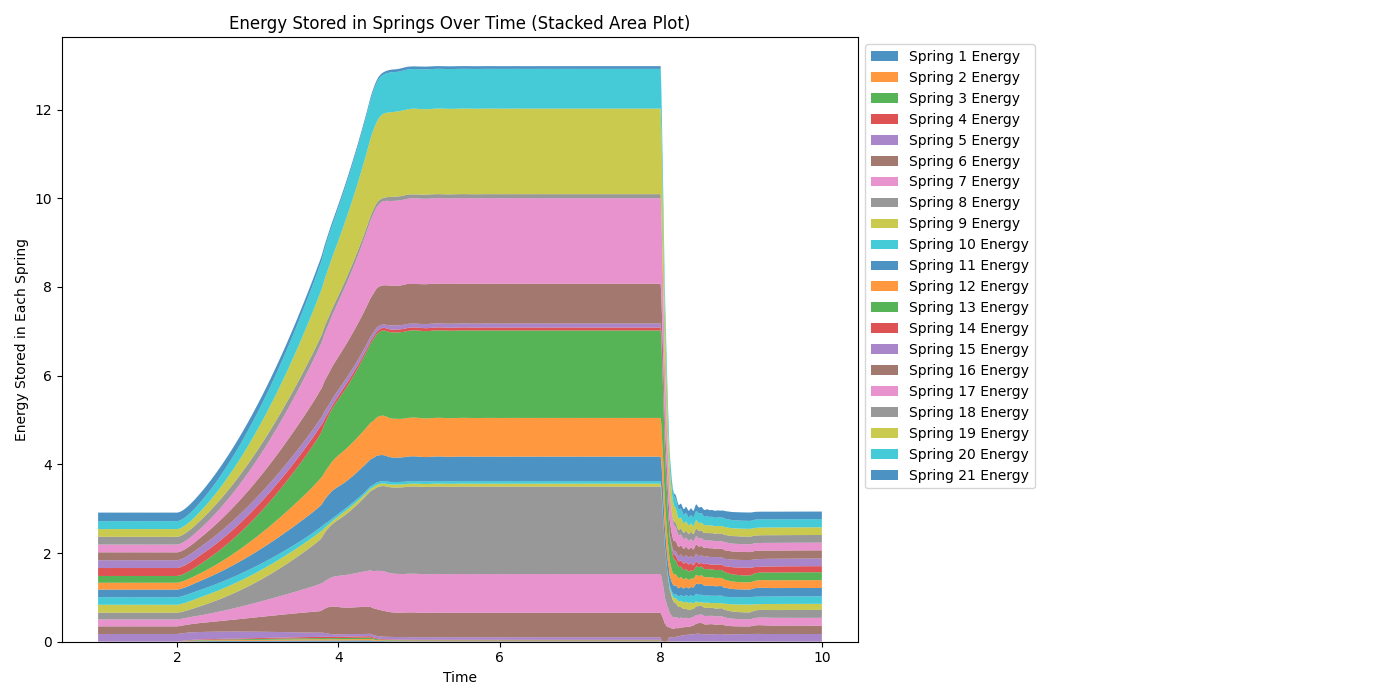 Energy Stored in Springs Over Time (Stacked Area Plot)
Energy Stored in Each Spring
12
10
8
6
4
2
0
2
4
6
8
10
Time
Spring 1 Energy
Spring 2 Energy
Spring 3 Energy
Spring 4 Energy
Spring 5 Energy
Spring 6 Energy
Spring 7 Energy
Spring 8 Energy
Spring 9 Energy
Spring 10 Energy
Spring 11 Energy
Spring 12 Energy
Spring 13 Energy
Spring 14 Energy
Spring 15 Energy
Spring 16 Energy
Spring 17 Energy
Spring 18 Energy
Spring 19 Energy
Spring 20 Energy
Spring 21 Energy